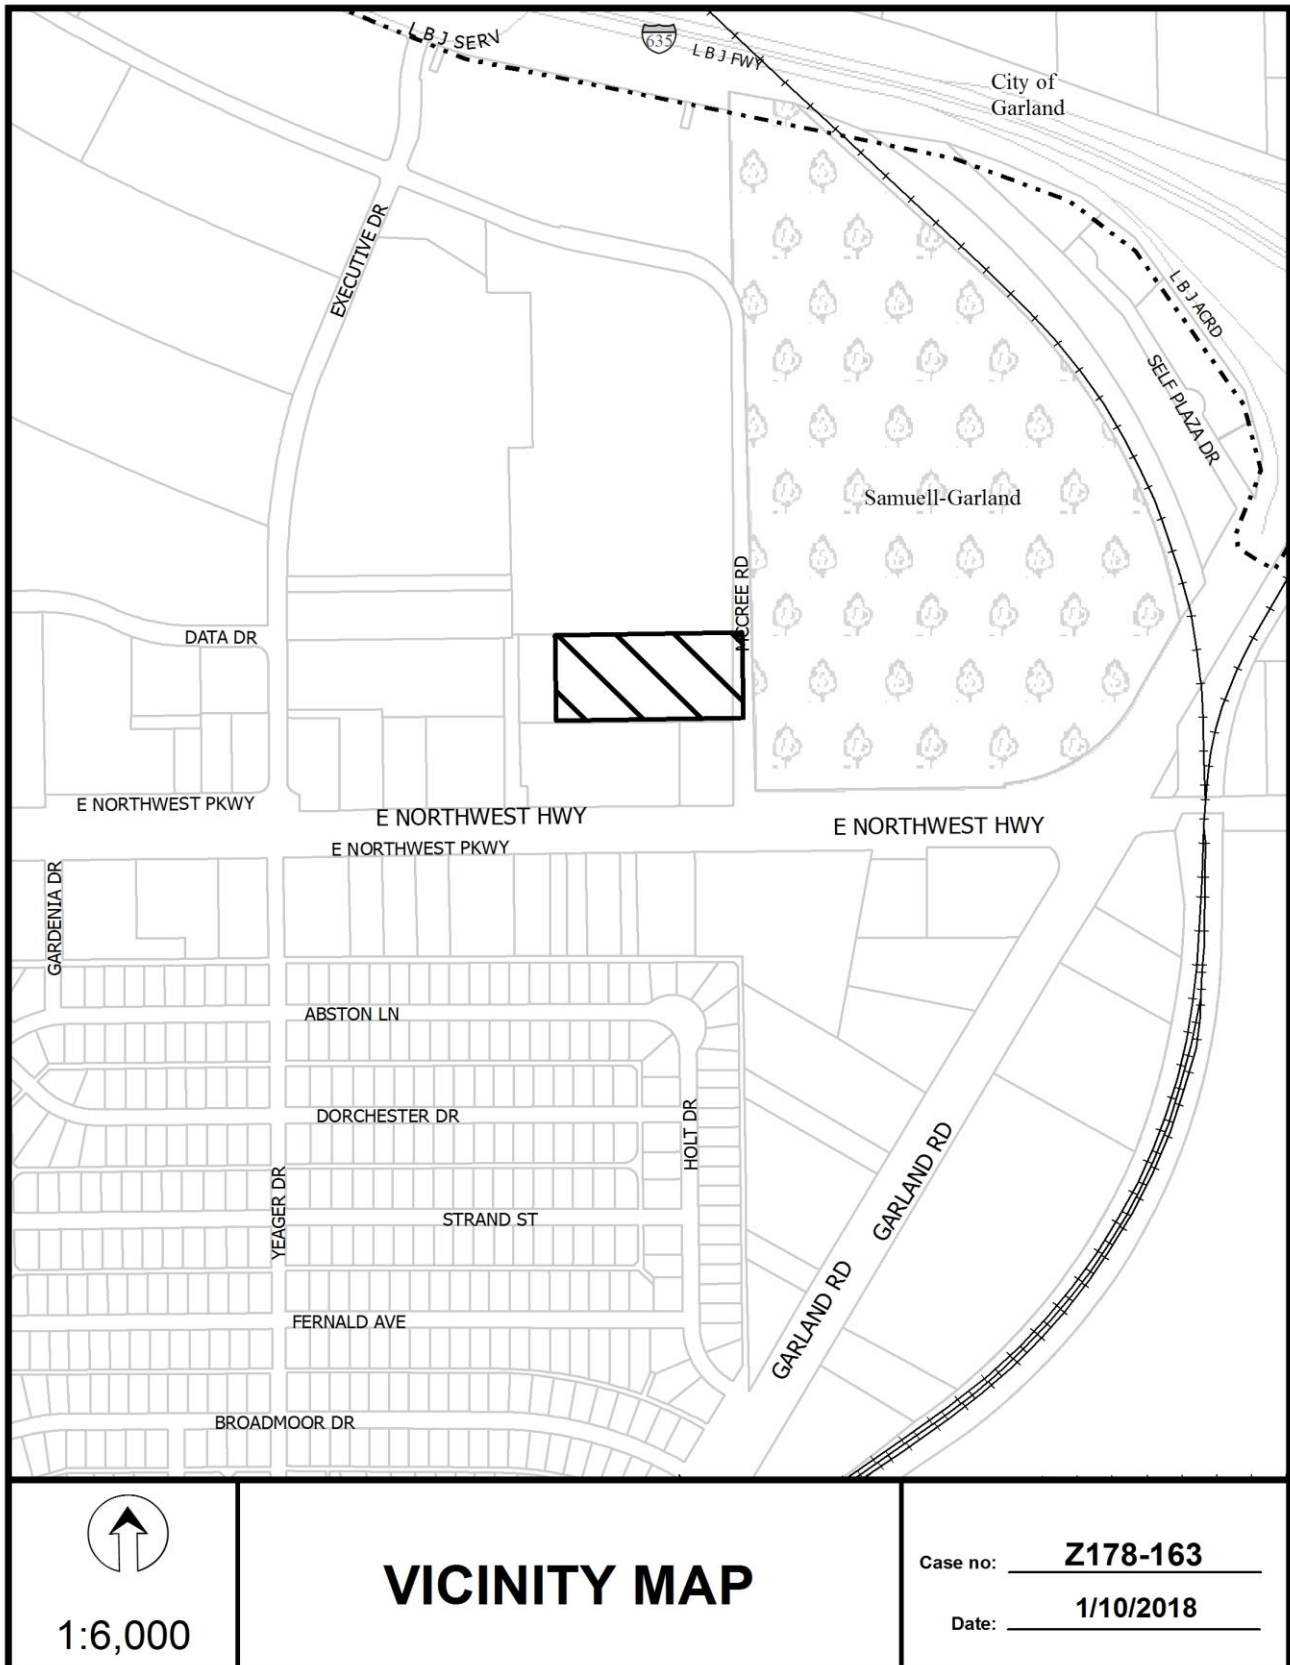 L B J SERV
635
L B J FWY
City of
Garland
EXECUTIVE DR
L B J ACRD
SELF PLAZA DR
Samuell-Garland
MCCREE RD
DATA DR
E NORTHWEST PKWY
E NORTHWEST HWY
E NORTHWEST HWY
E NORTHWEST PKWY
GARDENIA DR
ABSTON LN
DORCHESTER DR
HOLT DR
GARLAND RD
YEAGER DR
STRAND ST
GARLAND RD
FERNALD AVE
BROADMOOR DR
1:6,000
VICINITY MAP
Case no: Z178-163
Date: 1/10/2018